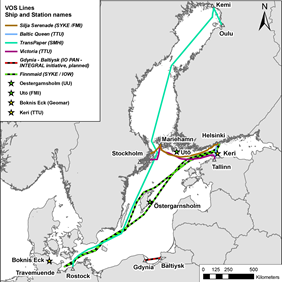 VOS Lines
Ship and Station names
Silja Serenade (SYKE / FMI)
Baltic Queen (TTU)
TransPaper (SMHI)
Victoria (TTU)
Gdynia - Baltiysk (IO PAN -
INTEGRAL initiative, planned)
Finnmaid (SYKE / IOW)
Oestergarnsholm (UU)
Uto (FMI)
Boknis Eck (Geomar)
Keri (TTU)
Kemi
Oulu
N
Mariehamn
Helsinki
Stockholm
Utö
Keri
Tallinn
Östergarnsholm
Boknis Eck
Travemuende
Rostock
Gdynia
Baltiysk
0 125 250 500
Kilometers